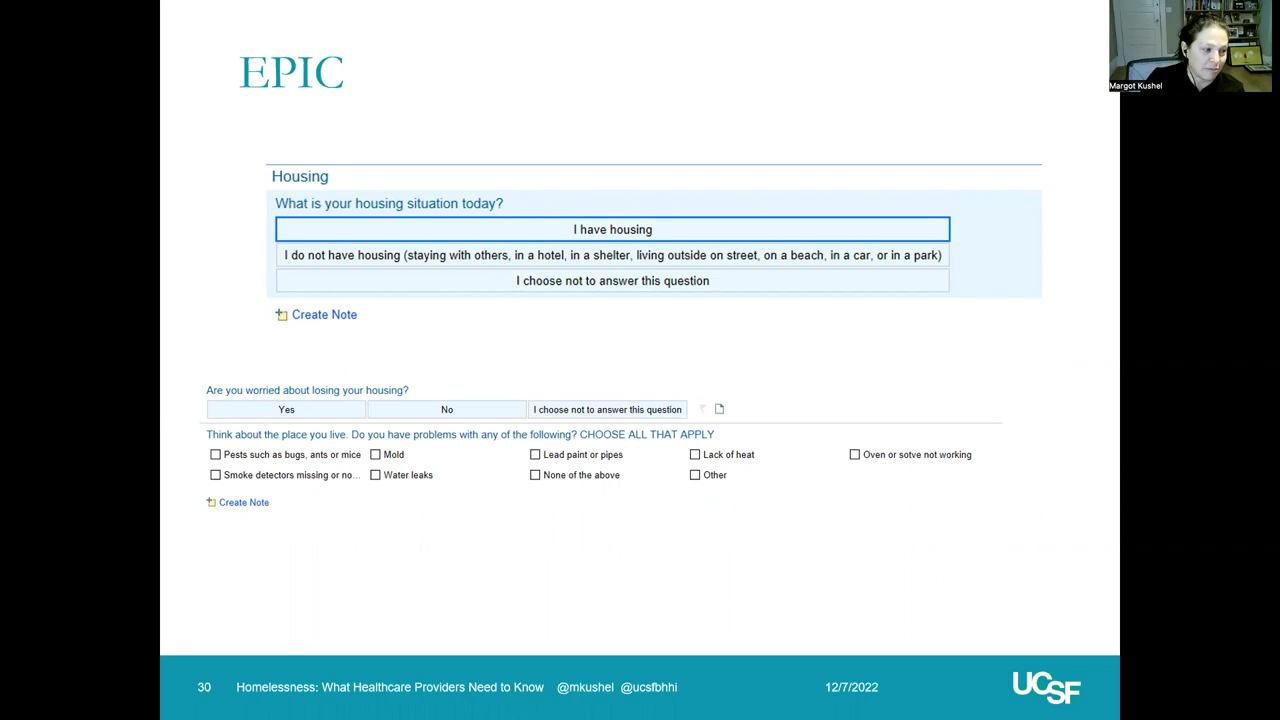 EPIC
Margot Kushel
Housing
What is your housing situation today?
I have housing
I do not have housing (staying with others, in a hotel, in a shelter, living outside on street, on a beach, in a car, or in a park)
I choose not to answer this question
Create Note
Are you worried about losing your housing?
Yes No I choose not to answer this question
Think about the place you live. Do you have problems with any of the following? CHOOSE ALL THAT APPLY
Pests such as bugs, ants or mice Mold Lead paint or pipes Lack of heat Oven or sotve not working
Smoke detectors missing or no... Water leaks None of the above Other
Create Note
30 Homelessness: What Healthcare Providers Need to Know @mkushel @ucsfbhhi 12/7/2022 UCSF